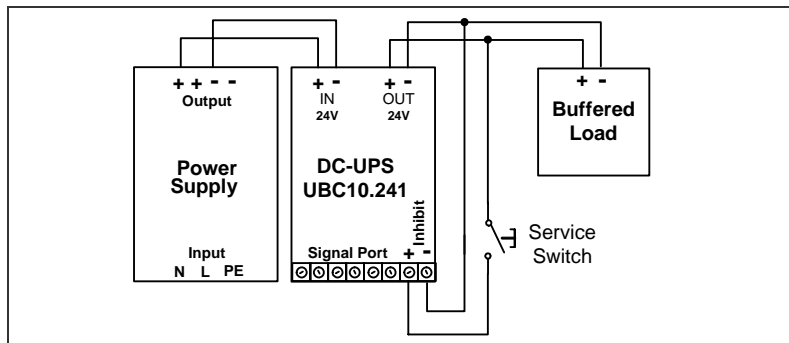 + + - -
Output
Power
Supply
Input
N L PE
+ -
IN
24V
+ -
OUT
24V
DC-UPS
UBC10.241
Inhibit
Signal Port
+ -
+ -
Buffered
Load
Service
Switch